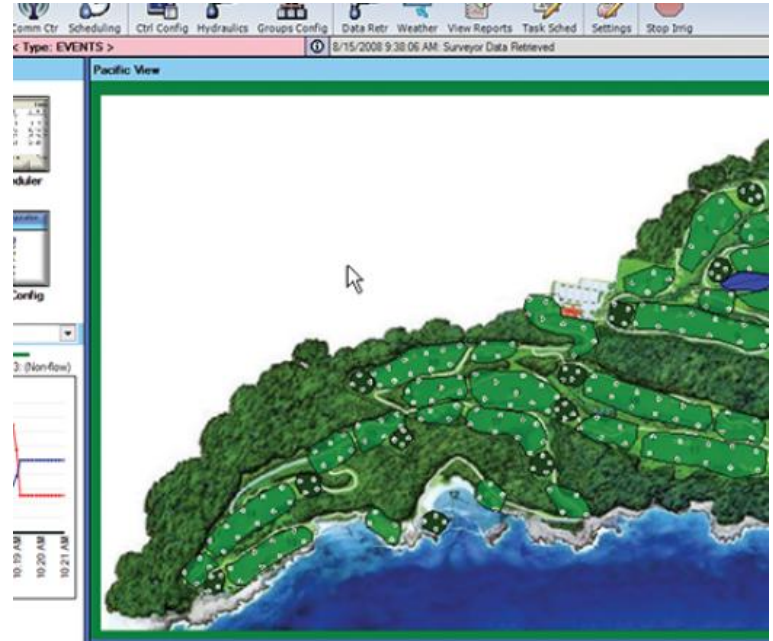 Comm Ctr Scheduling Ctrl Config Hydraulics Groups Config Data Retr Weather View Reports Task Sched Settings Stop Irrig
< Type: EVENTS > 8/15/2008 9:38:06 AM: Surveyor Data Retrieved
Pacific View
duler
Config
3: (Non-flow)
12
10:19 AM
10:20 AM
10:21 AM